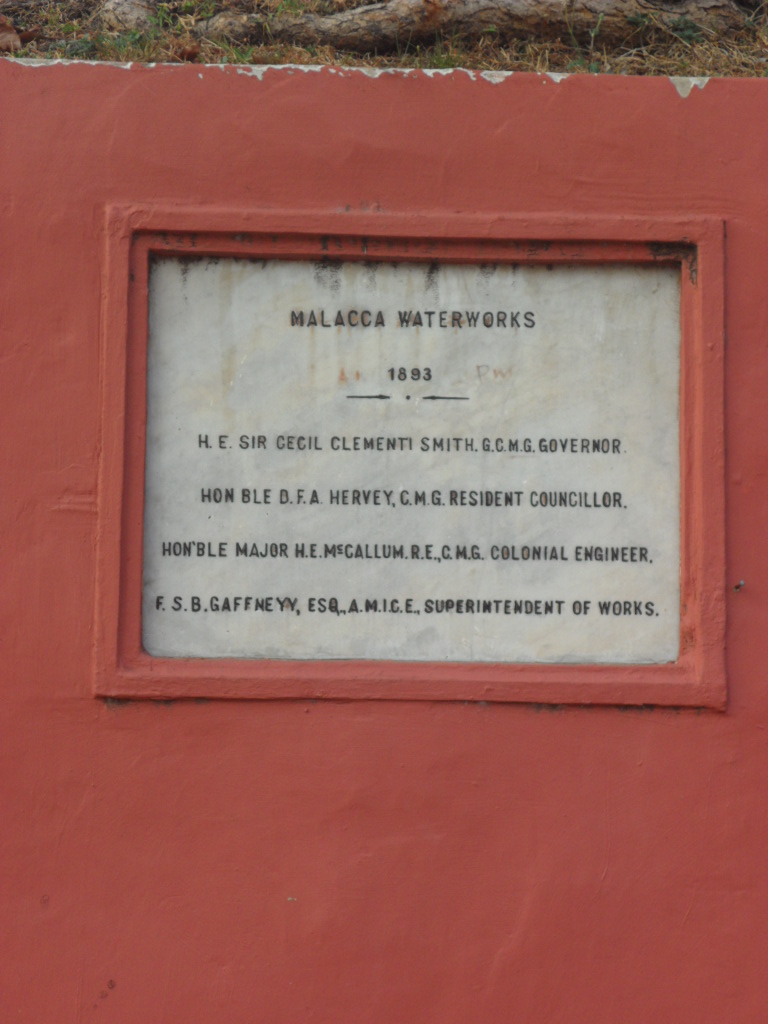 MALACCA WATERWORKS
1893
H. E. SIR CECIL CLEMENTI SMITH. G.C.M.G. GOVERNOR.
HON BLE D.F.A. HERVEY, C.M.G. RESIDENT COUNCILLOR.
HON'BLE MAJOR H.E. McCALLUM. R.E., C.M.G. COLONIAL ENGINEER.
F. S. B. GAFFNEYY, ESQ., A.M.I.C.E., SUPERINTENDENT OF WORKS.